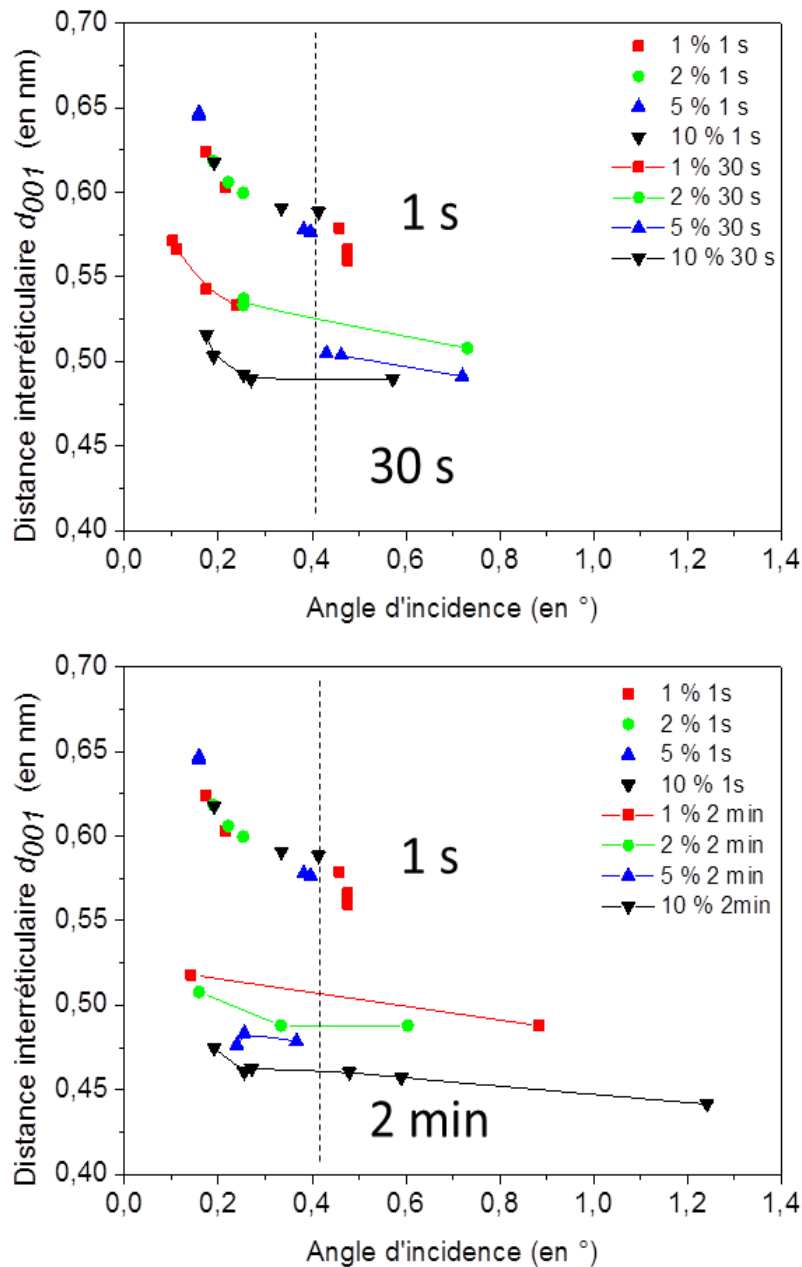 0,70
0,65
0,60
0,55
0,50
0,45
0,40
Distance interréticulaire d001 (en nm)
1 % 1 s
2 % 1 s
5 % 1 s
10 % 1 s
1 % 30 s
2 % 30 s
5 % 30 s
10 % 30 s
1 s
30 s
0,0 0,2 0,4 0,6 0,8 1,0 1,2 1,4
Angle d'incidence (en °)
0,70
0,65
0,60
0,55
0,50
0,45
0,40
Distance interréticulaire d001 (en nm)
1 % 1s
2 % 1s
5 % 1s
10 % 1s
1 % 2 min
2 % 2 min
5 % 2 min
10 % 2min
1 s
2 min
0,0 0,2 0,4 0,6 0,8 1,0 1,2 1,4
Angle d'incidence (en °)